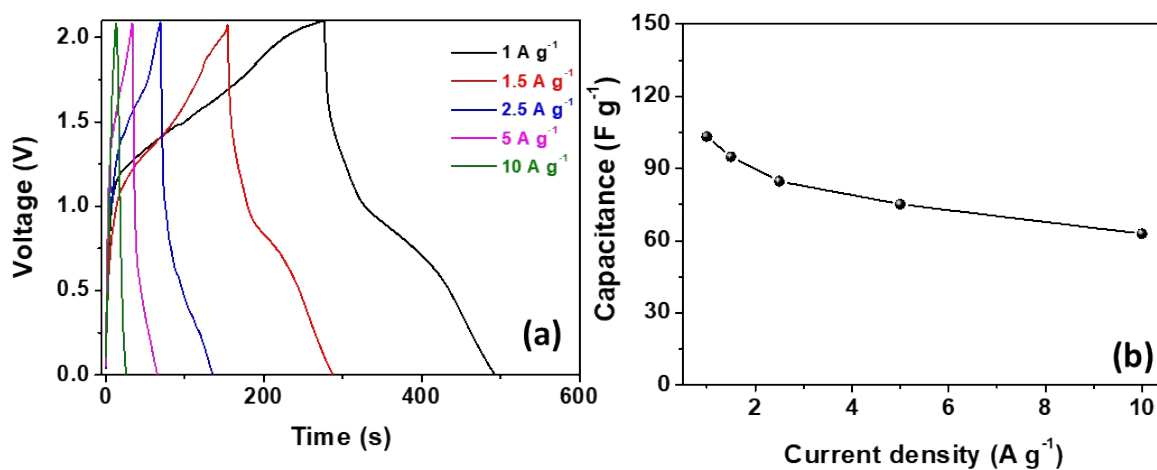 2.0
1.5
1.0
0.5
0.0
Voltage (V)
1 A g⁻¹
1.5 A g⁻¹
2.5 A g⁻¹
5 A g⁻¹
10 A g⁻¹
(a)
0 200 400 600
Time (s)
150
120
90
60
30
0
Capacitance (F g⁻¹)
(b)
2 4 6 8 10
Current density (A g⁻¹)